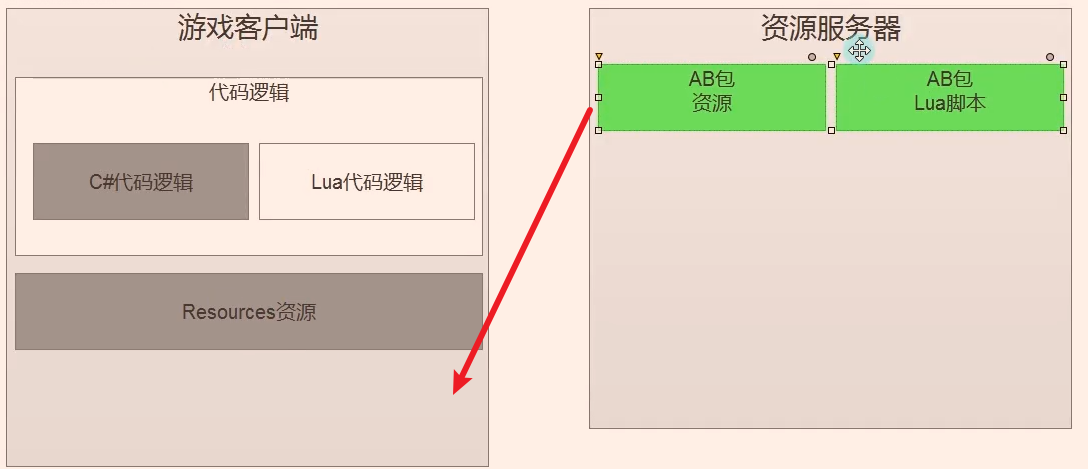 游戏客户端
代码逻辑
C#代码逻辑
Lua代码逻辑
Resources资源
资源服务器
AB包
资源
AB包
Lua脚本